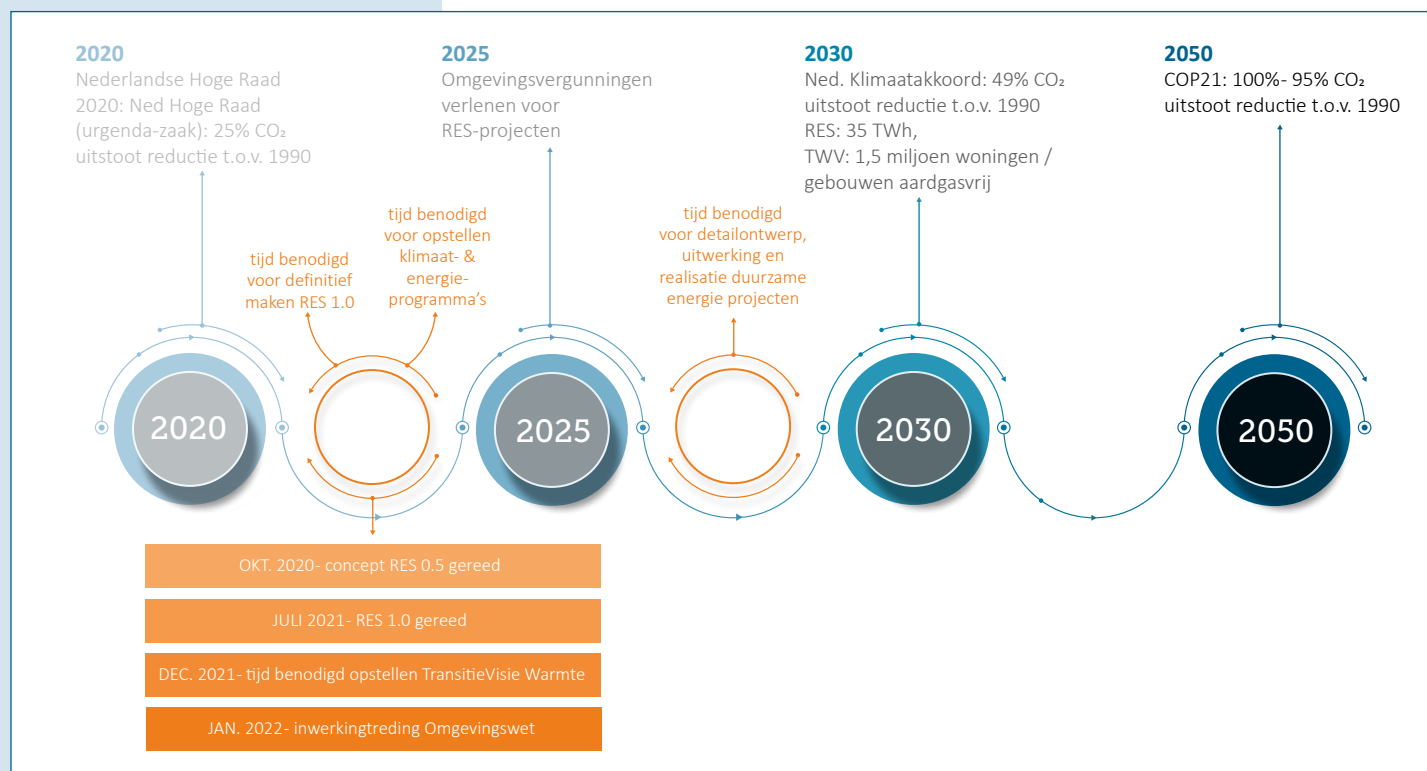 2020
Nederlandse Hoge Raad
2020: Ned Hoge Raad
(urgenda-zaak): 25% CO₂
uitstoot reductie t.o.v. 1990
2025
Omgevingsvergunningen
verlenen voor
RES-projecten
2030
Ned. Klimaatakkoord: 49% CO₂
uitstoot reductie t.o.v. 1990
RES: 35 TWh,
TWV: 1,5 miljoen woningen /
gebouwen aardgasvrij
2050
COP21: 100%- 95% CO₂
uitstoot reductie t.o.v. 1990
tijd benodigd
voor definitief
maken RES 1.0
tijd benodigd
voor opstellen
klimaat- &
energie-
programma's
tijd benodigd
voor detailontwerp,
uitwerking en
realisatie duurzame
energie projecten
2020
2025
2030
2050
OKT. 2020- concept RES 0.5 gereed
JULI 2021- RES 1.0 gereed
DEC. 2021- tijd benodigd opstellen TransitieVisie Warmte
JAN. 2022- inwerkingtreding Omgevingswet